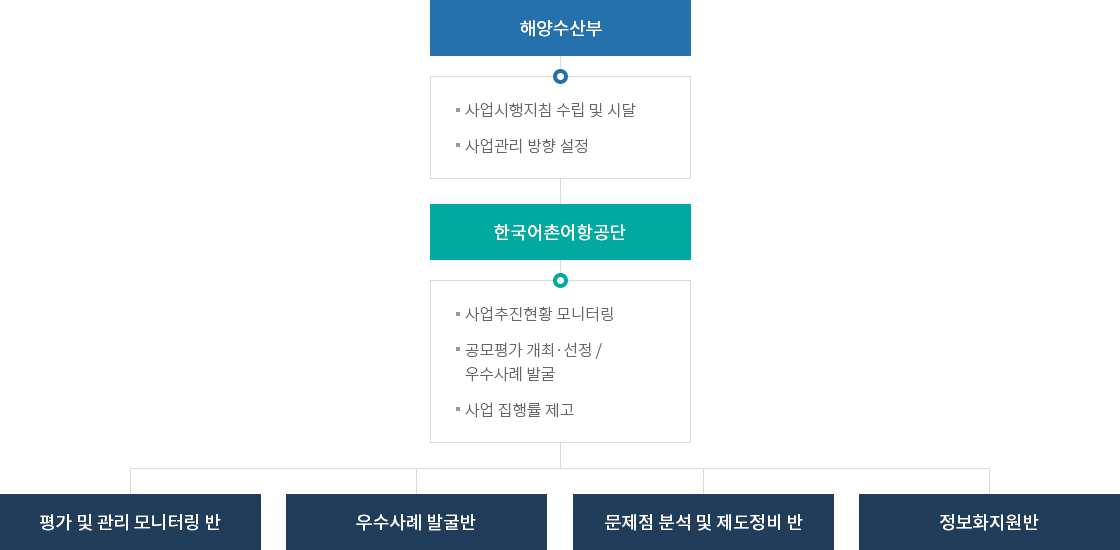 해양수산부
사업시행지침 수립 및 시달
사업관리 방향 설정
한국어촌어항공단
사업추진현황 모니터링
공모평가 개최·선정 /
우수사례 발굴
사업 집행률 제고
평가 및 관리 모니터링 반
우수사례 발굴반
문제점 분석 및 제도정비 반
정보화지원반